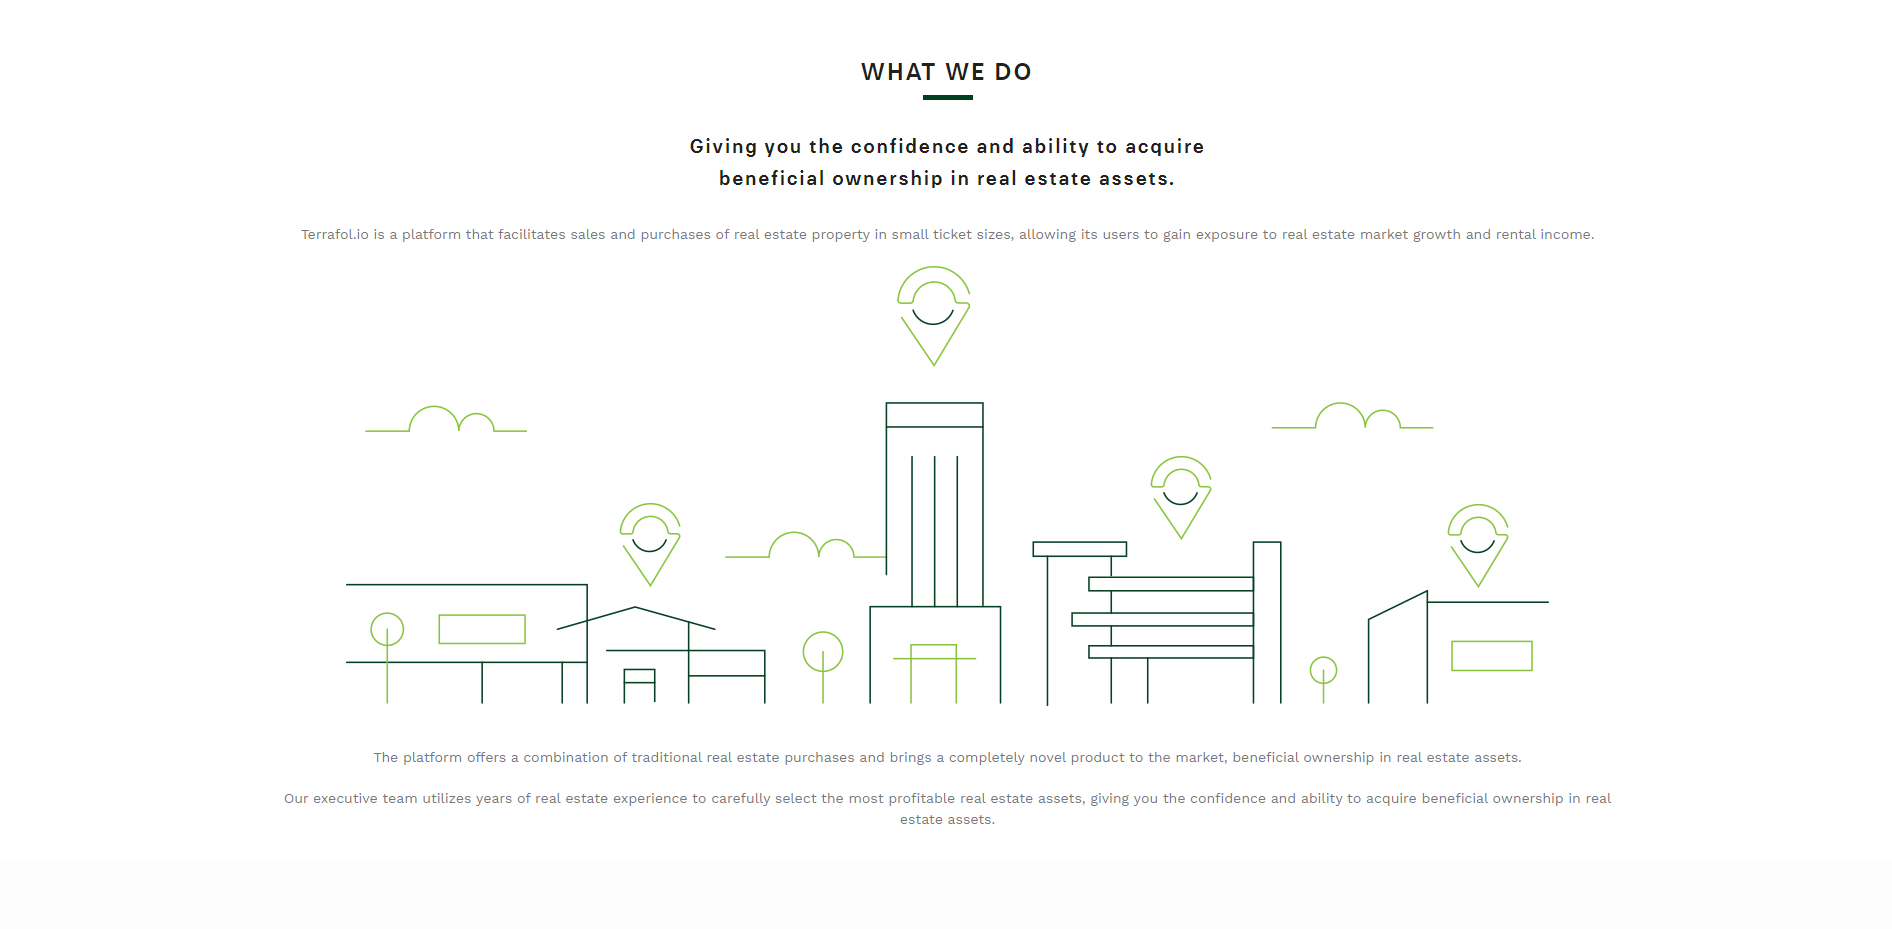 WHAT WE DO
Giving you the confidence and ability to acquire
beneficial ownership in real estate assets.
Terrafol.io is a platform that facilitates sales and purchases of real estate property in small ticket sizes, allowing its users to gain exposure to real estate market growth and rental income.
The platform offers a combination of traditional real estate purchases and brings a completely novel product to the market, beneficial ownership in real estate assets.
Our executive team utilizes years of real estate experience to carefully select the most profitable real estate assets, giving you the confidence and ability to acquire beneficial ownership in real
estate assets.